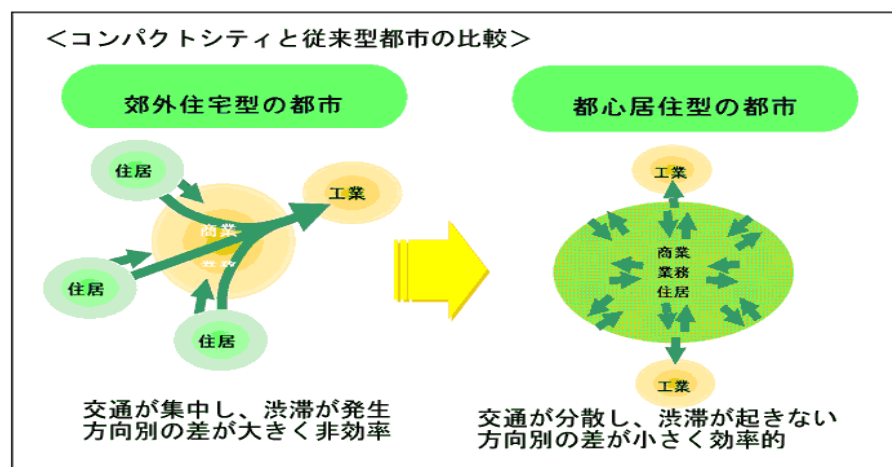 ＜コンパクトシティと従来型都市の比較＞
郊外住宅型の都市
都心居住型の都市
住居
工業
商業
住居
住居
工業
商業
業務
住居
工業
交通が集中し、渋滞が発生
方向別の差が大きく非効率
交通が分散し、渋滞が起きない
方向別の差が小さく効率的